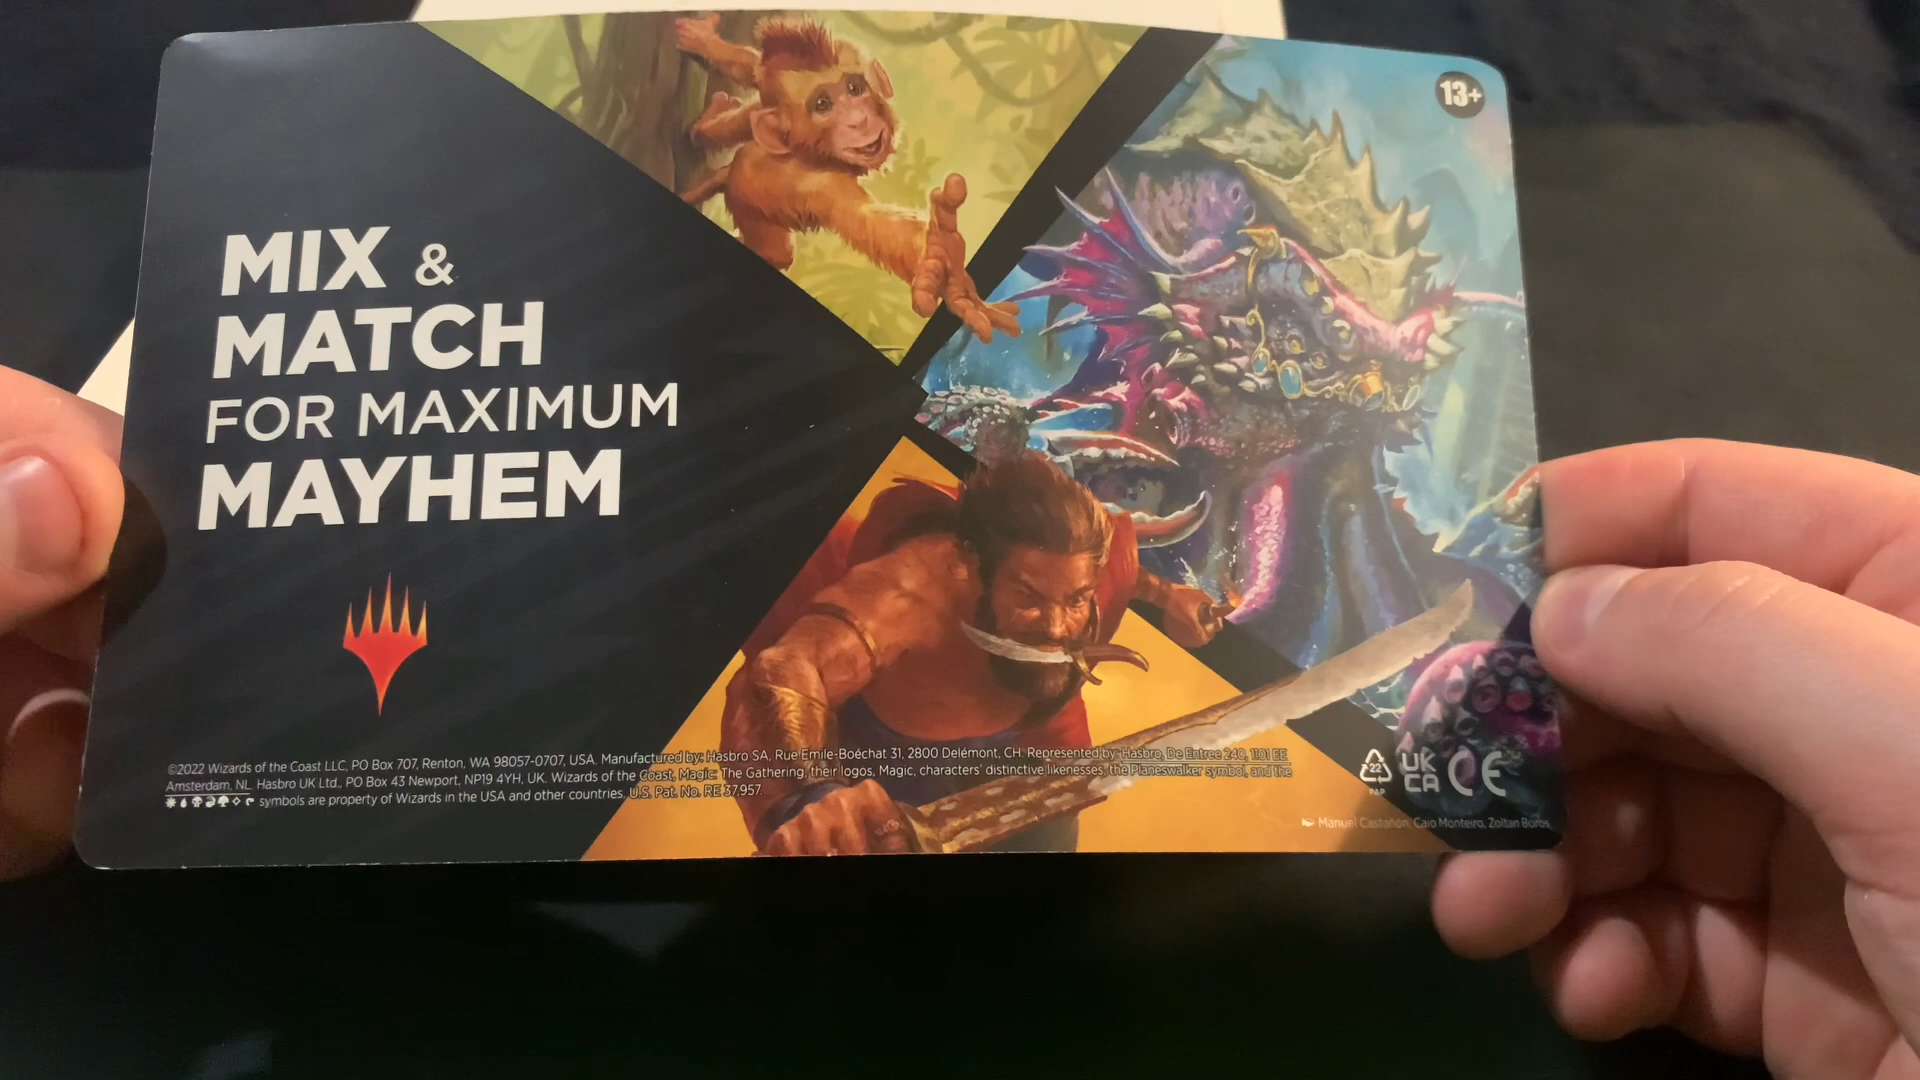 13+
MIX &
MATCH
FOR MAXIMUM
MAYHEM
©2022 Wizards of the Coast LLC, PO Box 707, Renton, WA 98057-0707, USA. Manufactured by: Hasbro SA, Rue Emile-Boéchat 31, 2800 Delémont, CH. Represented by: Hasbro, De Entree 240, 1101 EE
Amsterdam, NL. Hasbro UK Ltd., PO Box 43 Newport, NP19 4YH, UK. Wizards of the Coast, Magic: The Gathering, their logos, Magic, characters' distinctive likenesses, the Planeswalker symbol, and the
symbols are property of Wizards in the USA and other countries. U.S. Pat. No. RE 37,957.
22
PAP
UK
CA
CE
Manuel Castañón, Caio Monteiro, Zoltan Boros